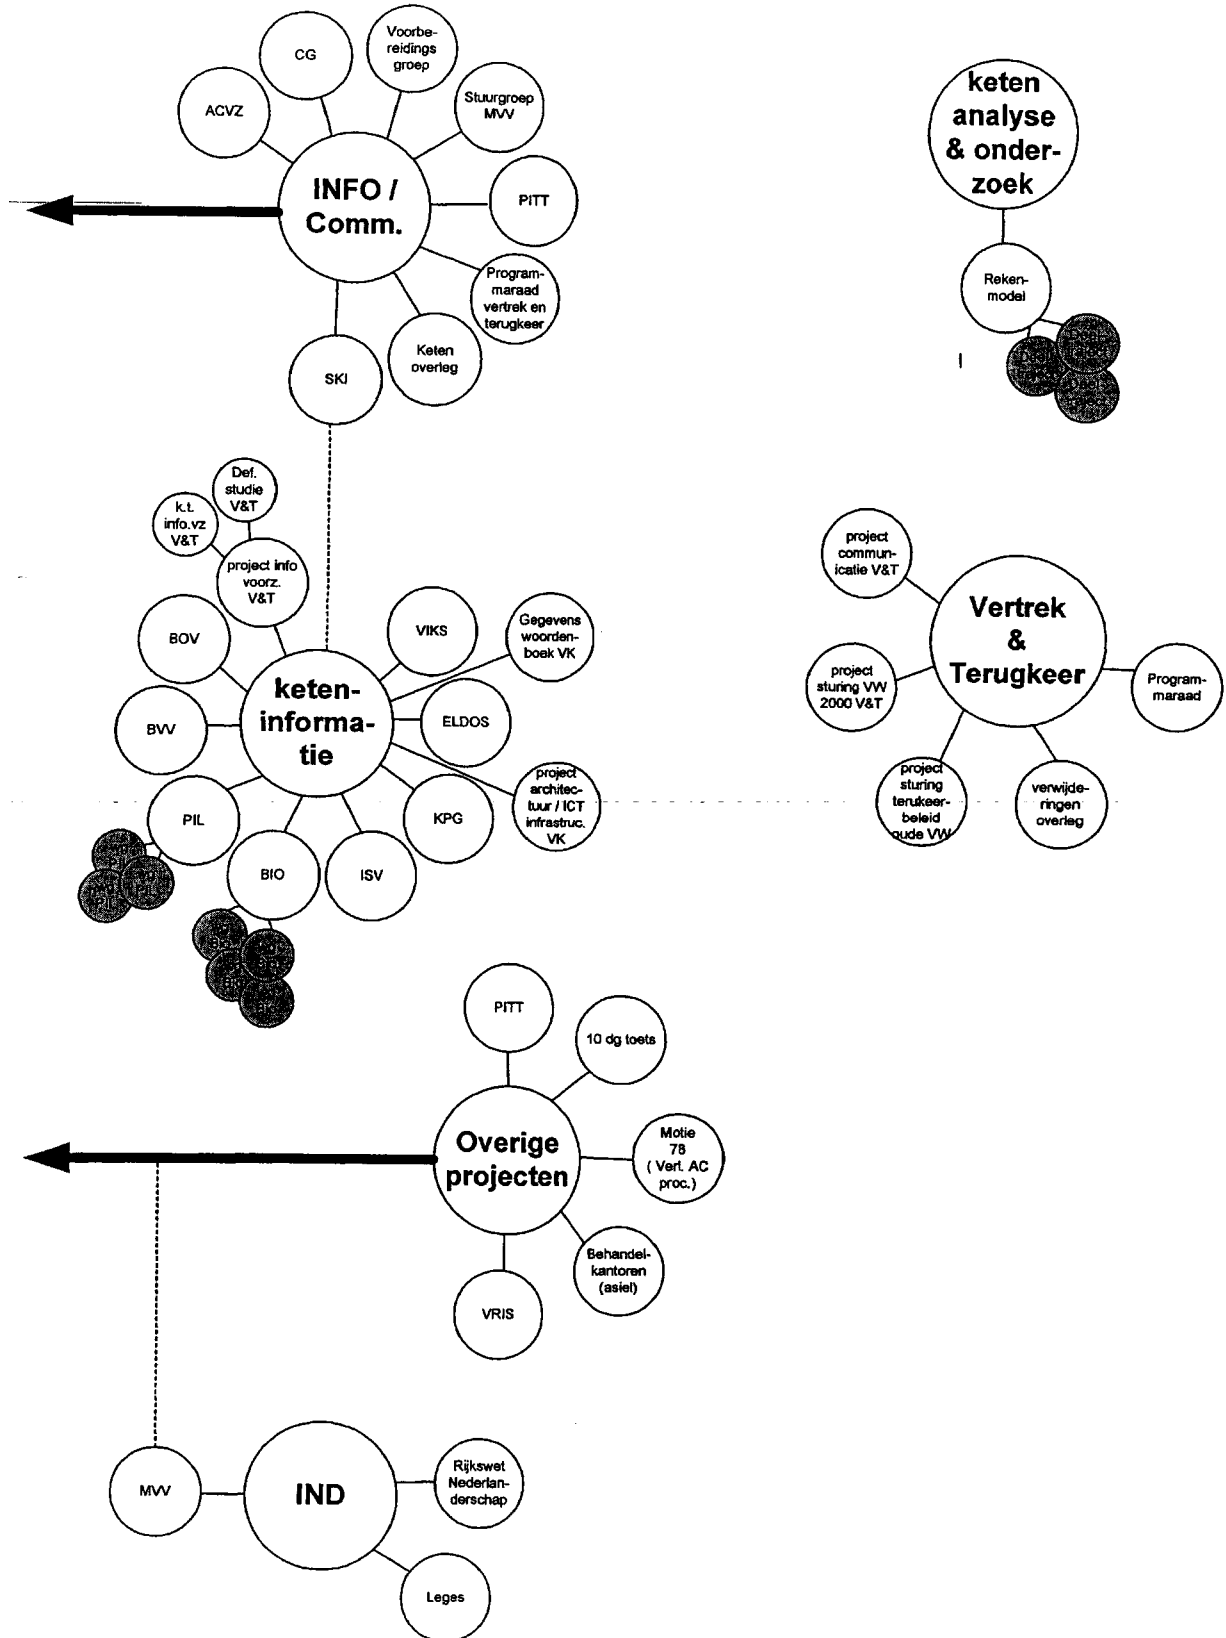 CG
Voorbe-
reidings
groep
ACVZ
Stuurgroep
MVV
INFO /
Comm.
PITT
Program-
maraad
vertrek en
terugkeer
Keten
overleg
SKI
keten
analyse
& onder-
zoek
Reken-
model
Def.
studie
V&T
k.t.
info.vz
V&T
project info
voorz.
V&T
BOV
VIKS
Gegevens
woorden-
boek VK
keten-
informa-
tie
BVV
ELDOS
project
architec-
tuur / ICT
infrastruc.
VK
PIL
KPG
BIO
ISV
project
commun-
icatie V&T
Vertrek
&
Terugkeer
project
sturing VW
2000 V&T
Program-
maraad
project
sturing
terukeer-
beleid
oude VW
verwijde-
ringen
overleg
PITT
10 dg toets
Overige
projecten
Motie
78
( Verl. AC
proc.)
Behandel-
kantoren
(asiel)
VRIS
MVV
IND
Rijkswet
Nederlan-
derschap
Leges